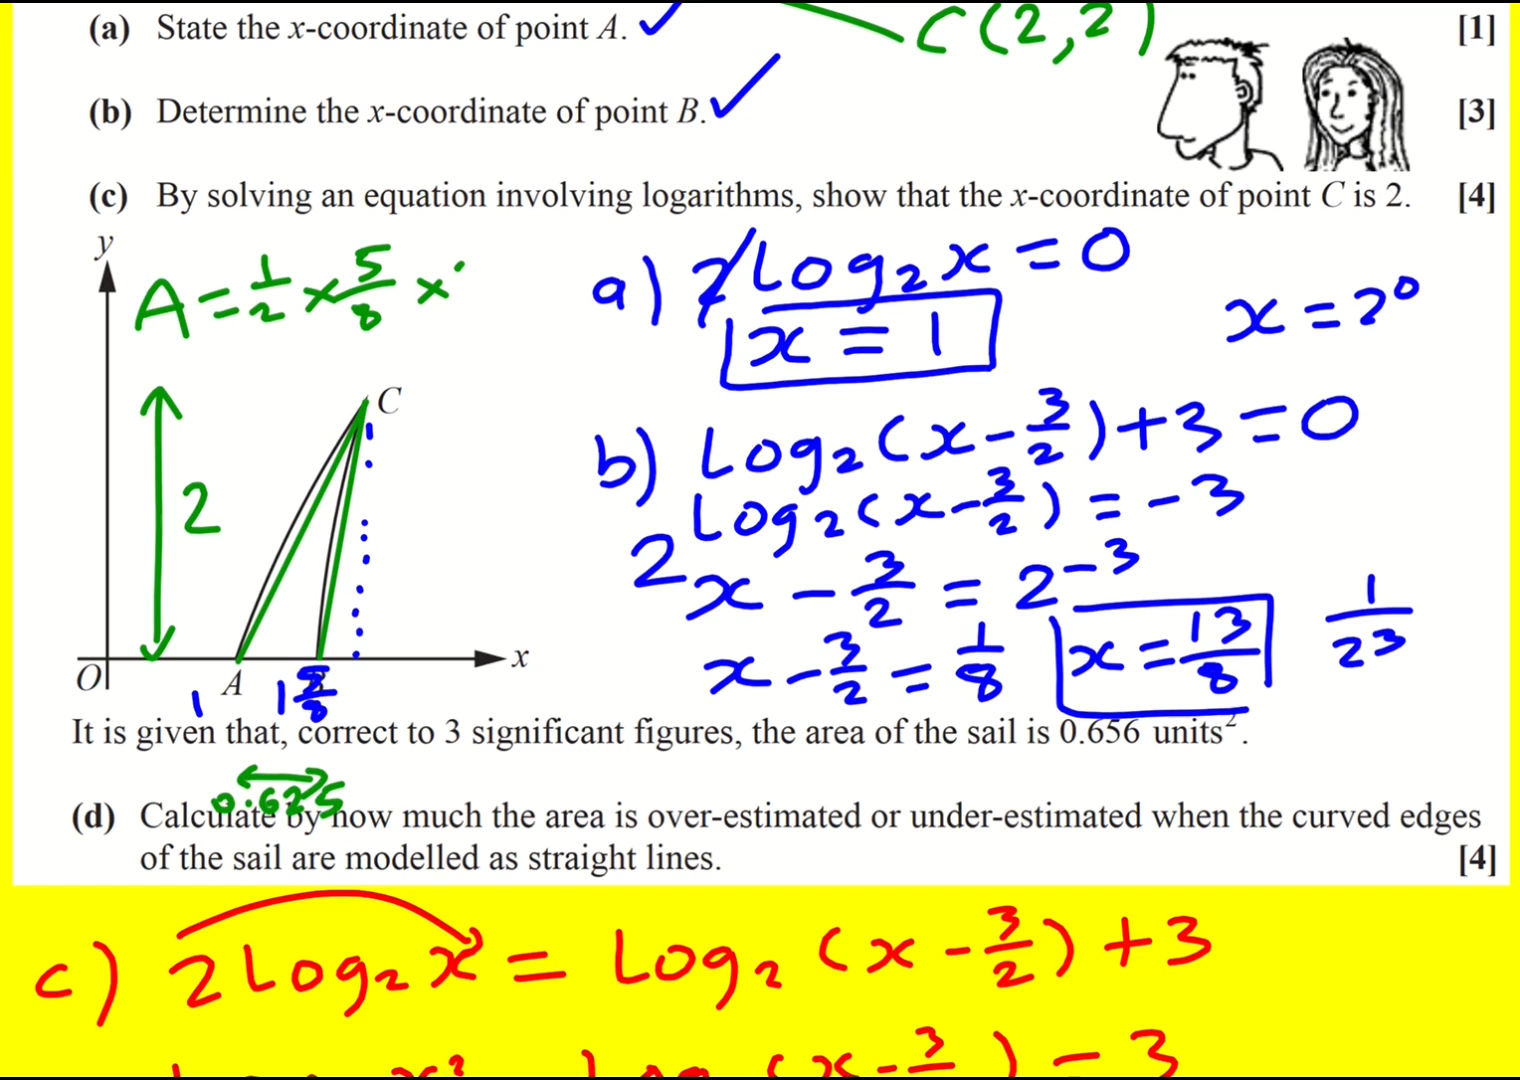 (a) State the x-coordinate of point A. ✓ [1]
C(2,2)
(b) Determine the x-coordinate of point B. ✓ [3]
(c) By solving an equation involving logarithms, show that the x-coordinate of point C is 2. [4]
y
A = 1/2 × 5/8 ×
C
2
O
A
x
1
1 5/8
a) 2log₂x = 0
x = 1
x = 2⁰
b) log₂(x - 3/2) + 3 = 0
log₂(x - 3/2) = -3
2
x - 3/2 = 2⁻³
x - 3/2 = 1/8
x = 13/8
1/2³
It is given that, correct to 3 significant figures, the area of the sail is 0.656 units².
0.625
(d) Calculate by how much the area is over-estimated or under-estimated when the curved edges
of the sail are modelled as straight lines. [4]
c) 2log₂x = log₂(x - 3/2) + 3